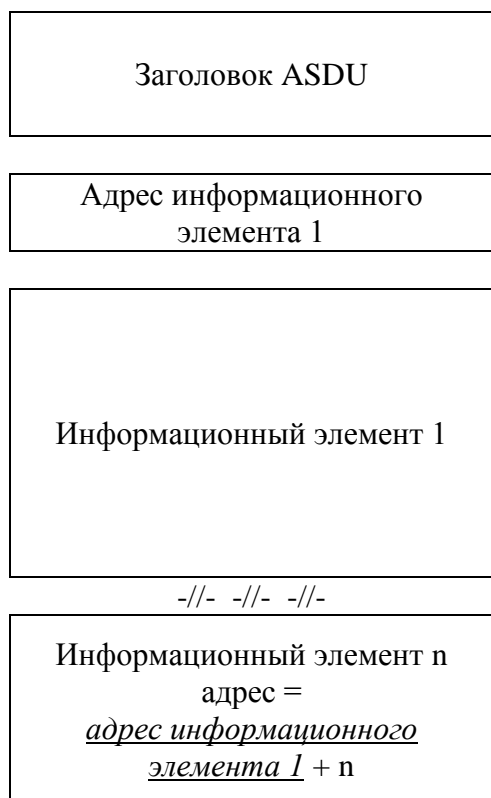 Заголовок ASDU
Адрес информационного
элемента 1
Информационный элемент 1
-//- -//- -//-
Информационный элемент n
адрес =
адрес информационного
элемента 1 + n